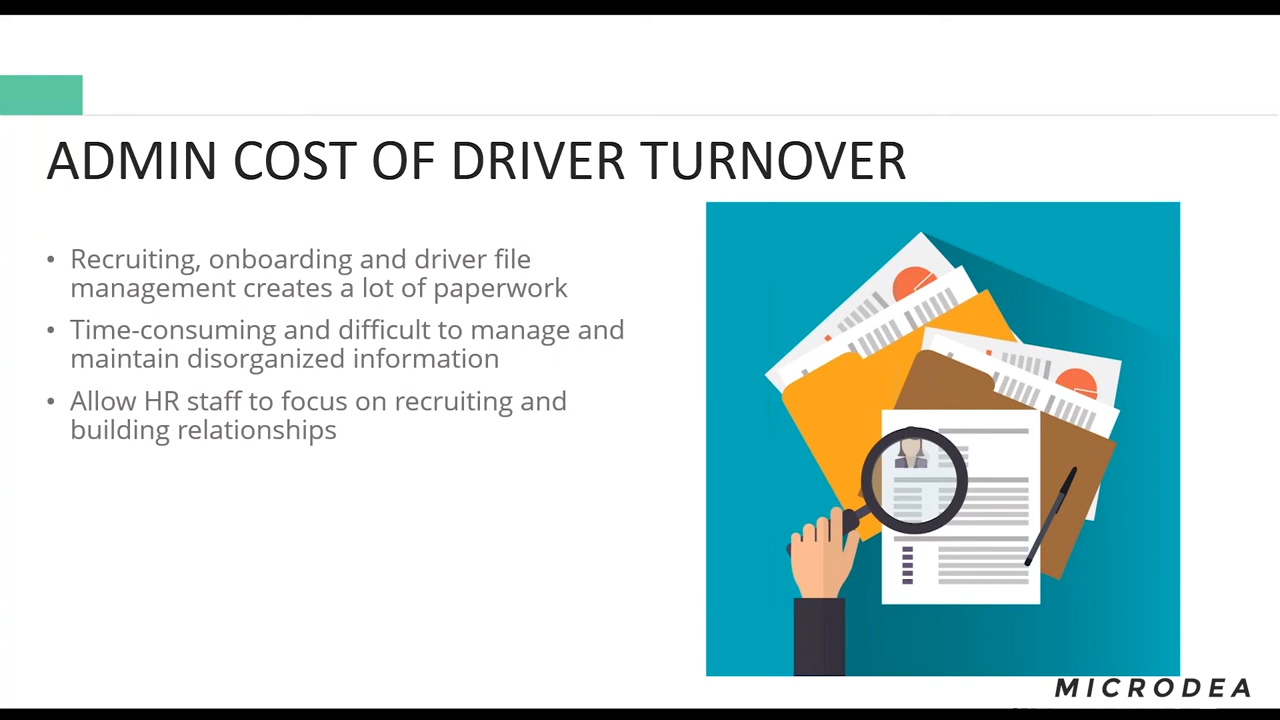 ADMIN COST OF DRIVER TURNOVER
• Recruiting, onboarding and driver file
management creates a lot of paperwork
• Time-consuming and difficult to manage and
maintain disorganized information
• Allow HR staff to focus on recruiting and
building relationships
MICRODEA